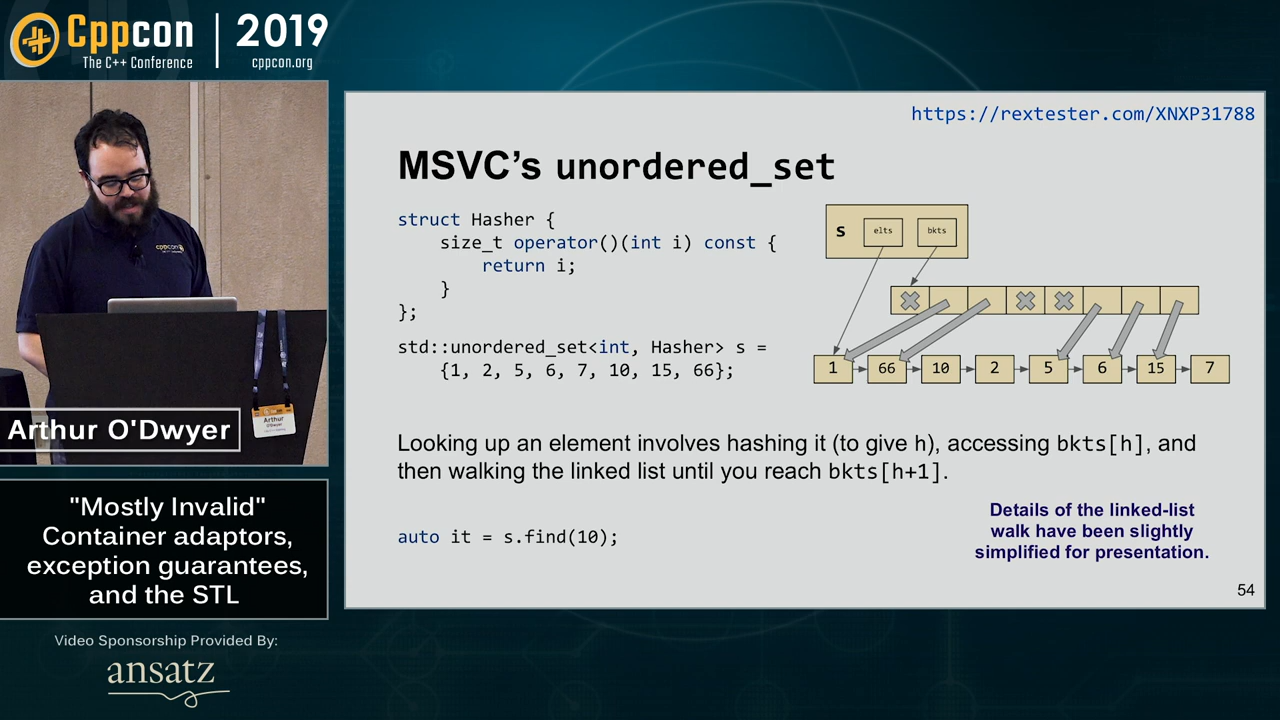 Cppcon
The C++ Conference
2019
cppcon.org
https://rextester.com/XNXP31788
MSVC's unordered_set
struct Hasher {
    size_t operator()(int i) const {
        return i;
    }
};
std::unordered_set<int, Hasher> s =
    {1, 2, 5, 6, 7, 10, 15, 66};
s elts bkts
1 66 10 2 5 6 15 7
Looking up an element involves hashing it (to give h), accessing bkts[h], and
then walking the linked list until you reach bkts[h+1].
auto it = s.find(10);
Details of the linked-list
walk have been slightly
simplified for presentation.
54
cppcon
Arthur
O'Dwyer
Arthur O'Dwyer
"Mostly Invalid"
Container adaptors,
exception guarantees,
and the STL
Video Sponsorship Provided By:
ansatz